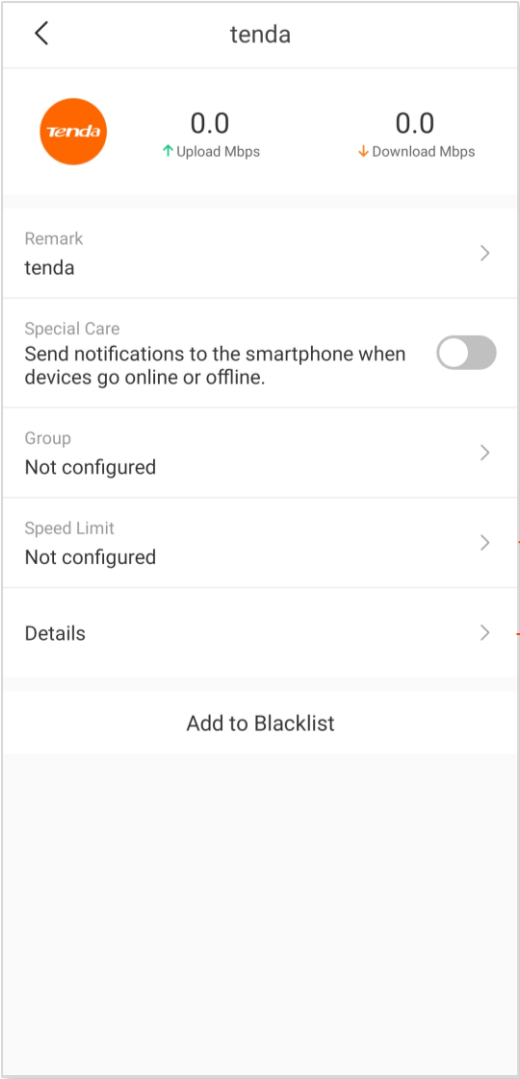 tenda
Tenda
0.0
0.0
Upload Mbps
Download Mbps
Remark
tenda
Special Care
Send notifications to the smartphone when
devices go online or offline.
Group
Not configured
Speed Limit
Not configured
Details
Add to Blacklist